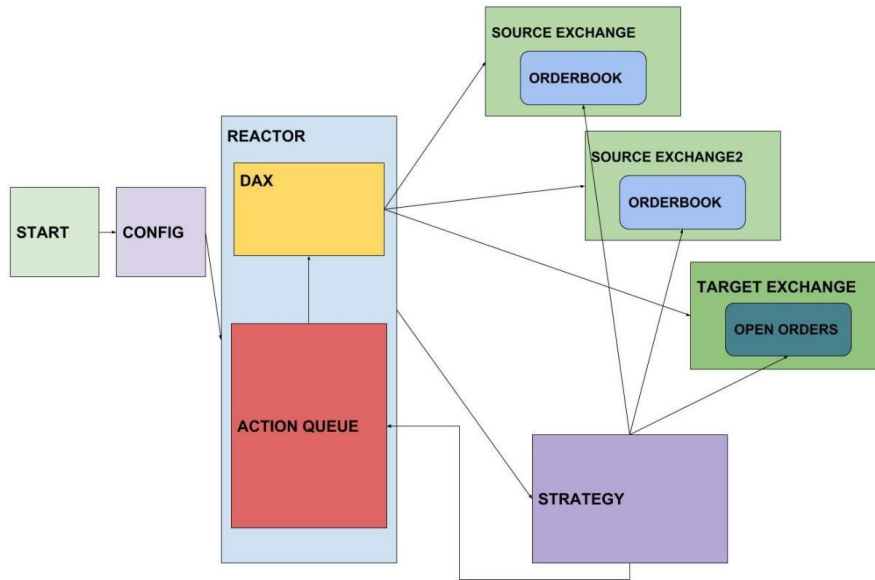 SOURCE EXCHANGE
ORDERBOOK
REACTOR
SOURCE EXCHANGE2
DAX
ORDERBOOK
START
CONFIG
TARGET EXCHANGE
OPEN ORDERS
ACTION QUEUE
STRATEGY